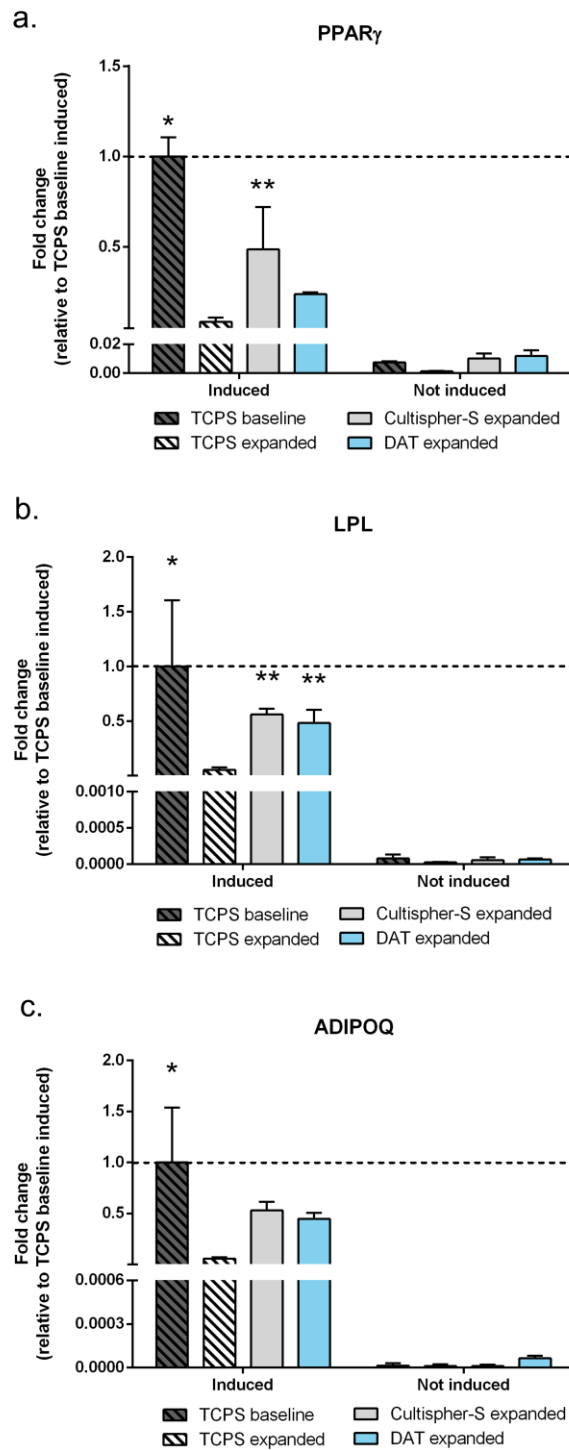 a.
PPARγ
Fold change
(relative to TCPS baseline induced)
1.5
1.0
0.5
0.02
0.00
*
**
Induced
Not induced
TCPS baseline
Cultispher-S expanded
TCPS expanded
DAT expanded
b.
LPL
Fold change
(relative to TCPS baseline induced)
2.0
1.5
1.0
0.5
0.0010
0.0005
0.0000
*
**
**
Induced
Not induced
TCPS baseline
Cultispher-S expanded
TCPS expanded
DAT expanded
c.
ADIPOQ
Fold change
(relative to TCPS baseline induced)
2.0
1.5
1.0
0.5
0.0006
0.0003
0.0000
*
Induced
Not induced
TCPS baseline
Cultispher-S expanded
TCPS expanded
DAT expanded